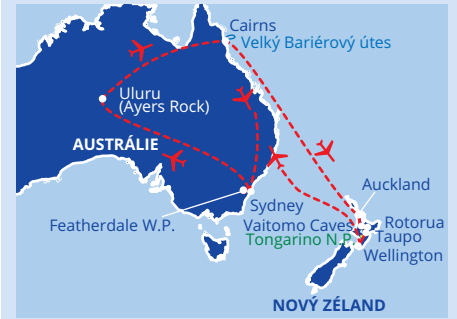 Cairns
Velký Bariérový útes
Uluru
(Ayers Rock)
AUSTRÁLIE
Auckland
Sydney
Featherdale W.P.
Vaitomo Caves
Rotorua
Tongarino N.P.
Taupo
Wellington
NOVÝ ZÉLAND